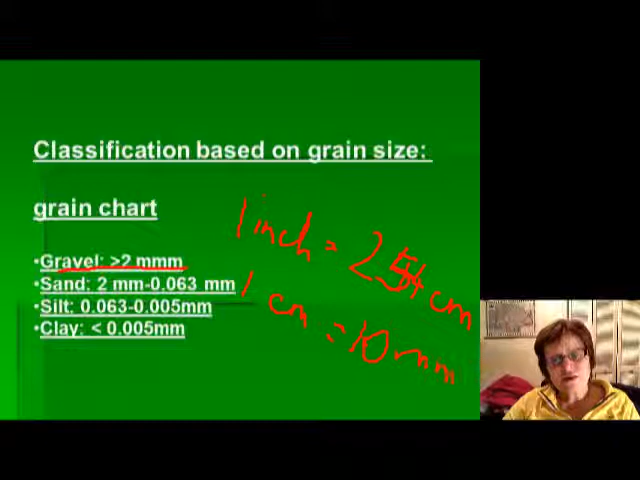 Classification based on grain size:
grain chart
•Gravel: >2 mmm
•Sand: 2 mm-0.063 mm
•Silt: 0.063-0.005mm
•Clay: < 0.005mm
1 inch = 2.54 cm
1 cm = 10 mm